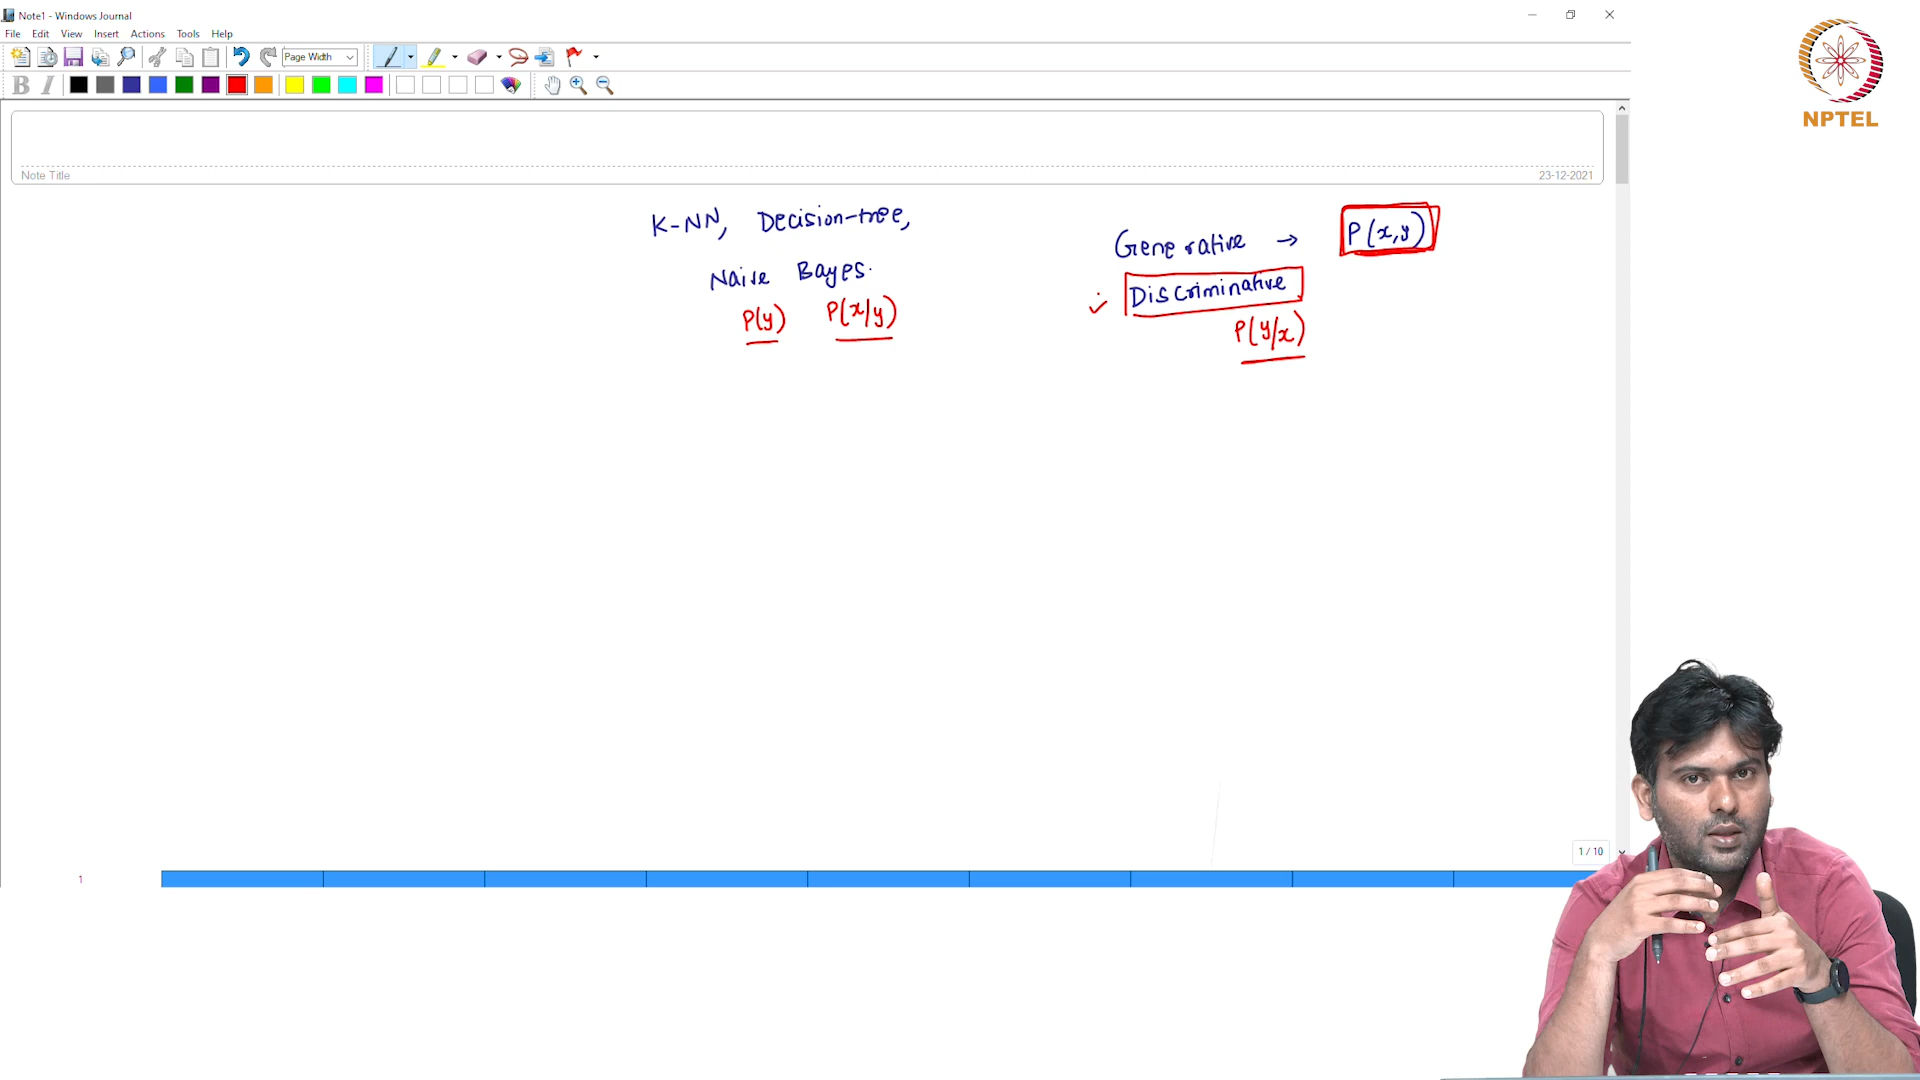 Note1 - Windows Journal
File Edit View Insert Actions Tools Help
Page Width
B I
NPTEL
Note Title
23-12-2021
K-NN, Decision-tree,
Naive Bayes.
P(y) P(x/y)
Generative → P(x,y)
Discriminative
P(y/x)
1 / 10
1